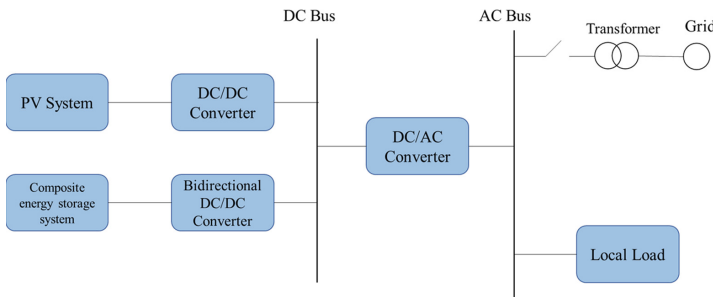 DC Bus
AC Bus
Transformer
Grid
PV System
DC/DC
Converter
DC/AC
Converter
Composite
energy storage
system
Bidirectional
DC/DC
Converter
Local Load